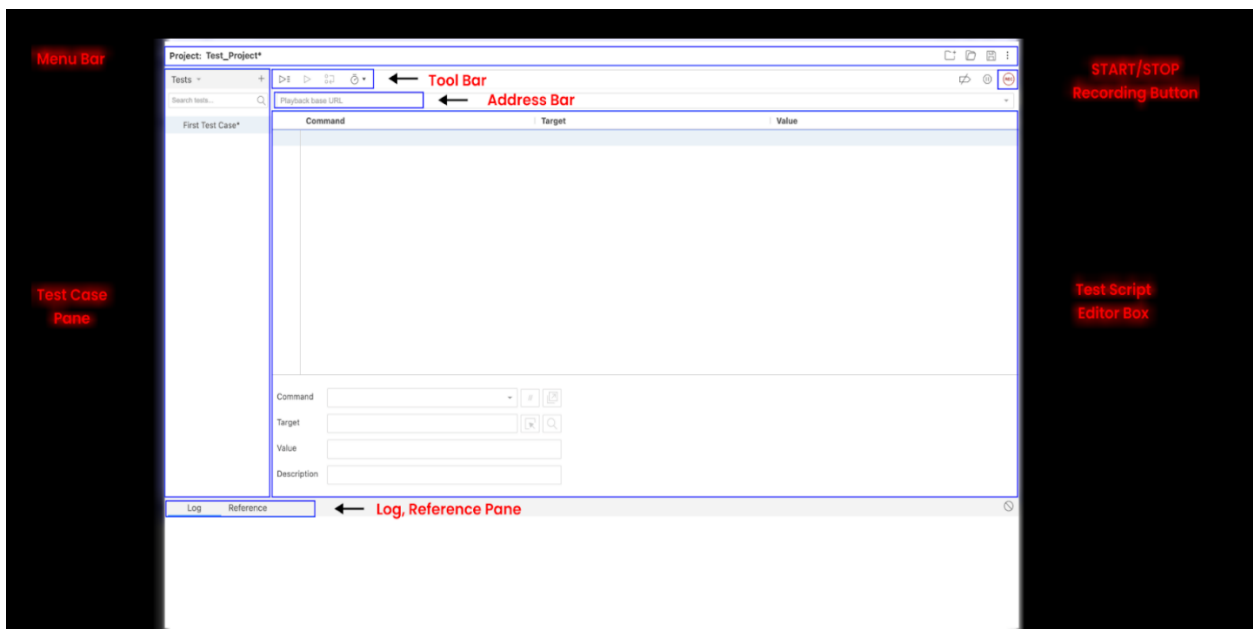 Menu Bar
Project: Test_Project*
START/STOP
Recording Button
Tests
+
Tool Bar
REC
Search tests...
Playback base URL
Address Bar
First Test Case*
Command
Target
Value
Test Case
Pane
Test Script
Editor Box
Command
//
Target
Value
Description
Log
Reference
Log, Reference Pane